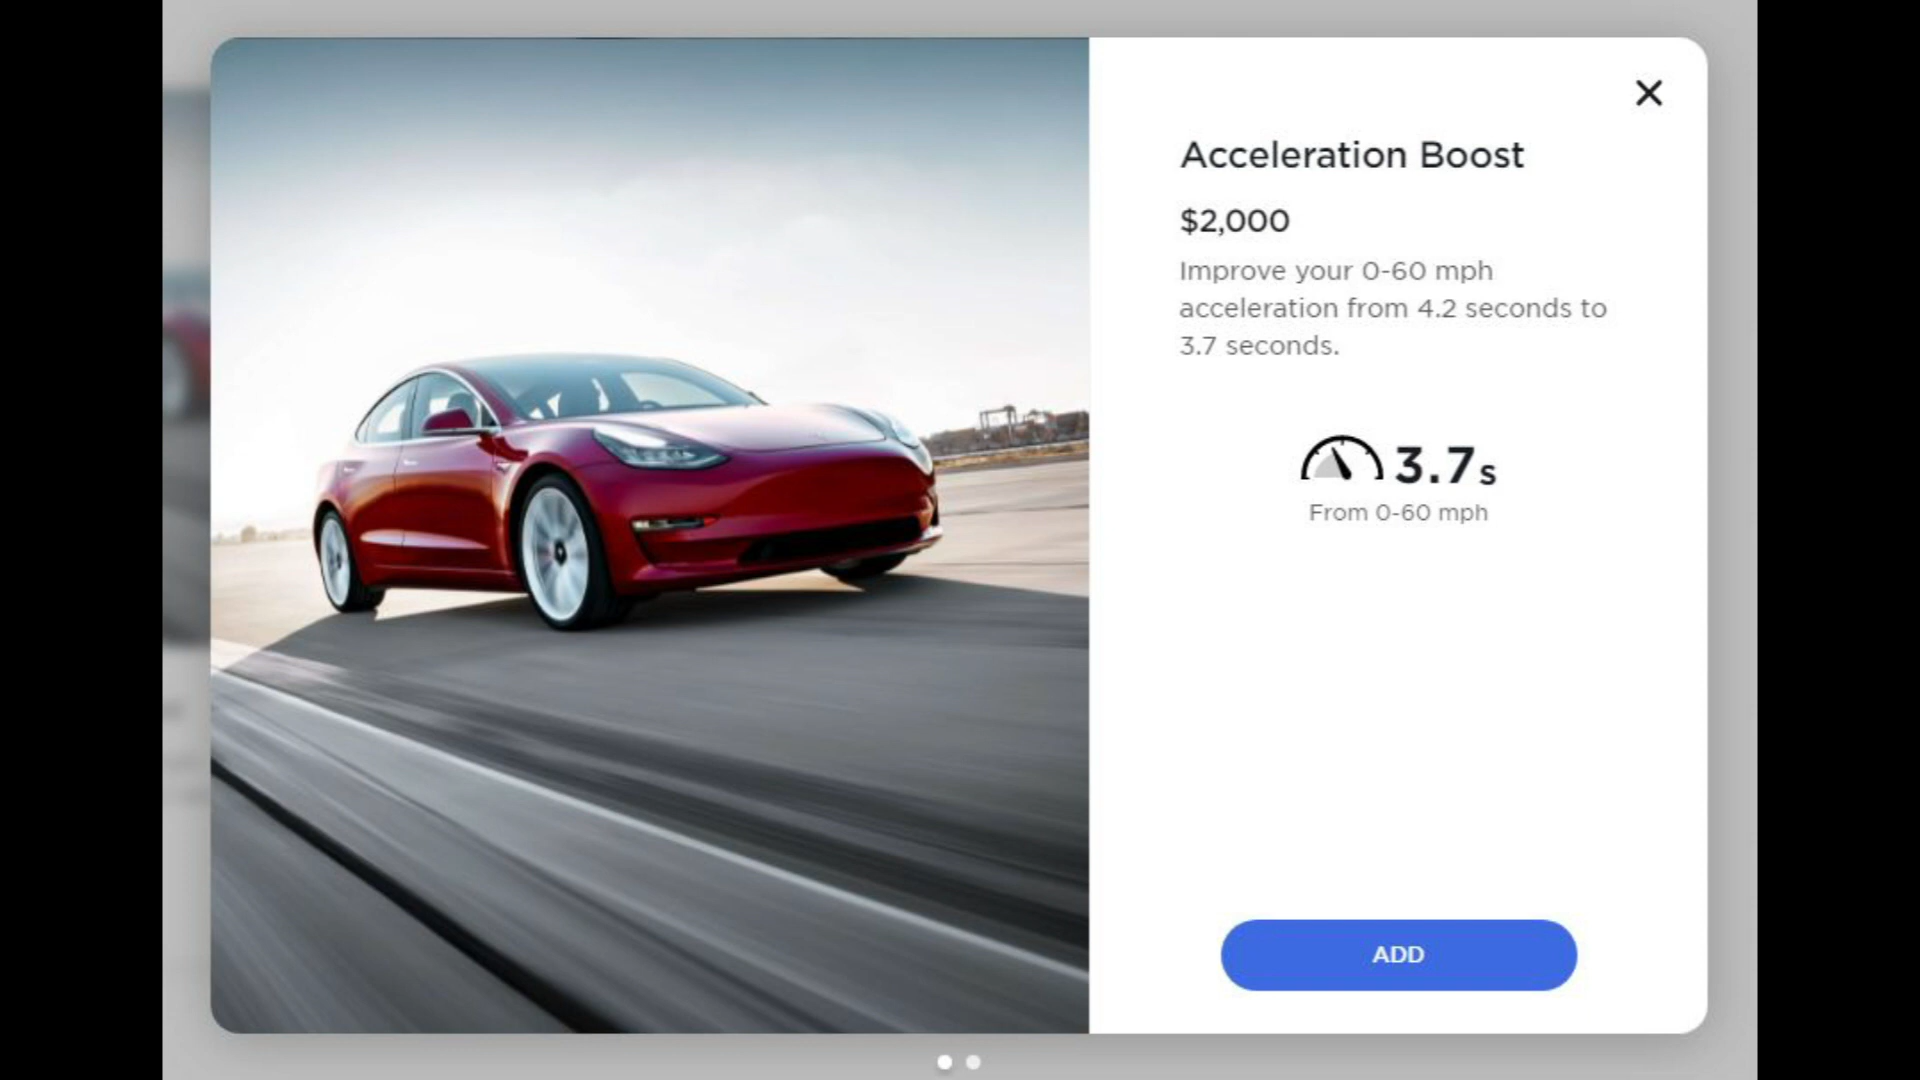 Acceleration Boost
$2,000
Improve your 0-60 mph
acceleration from 4.2 seconds to
3.7 seconds.
3.7s
From 0-60 mph
ADD